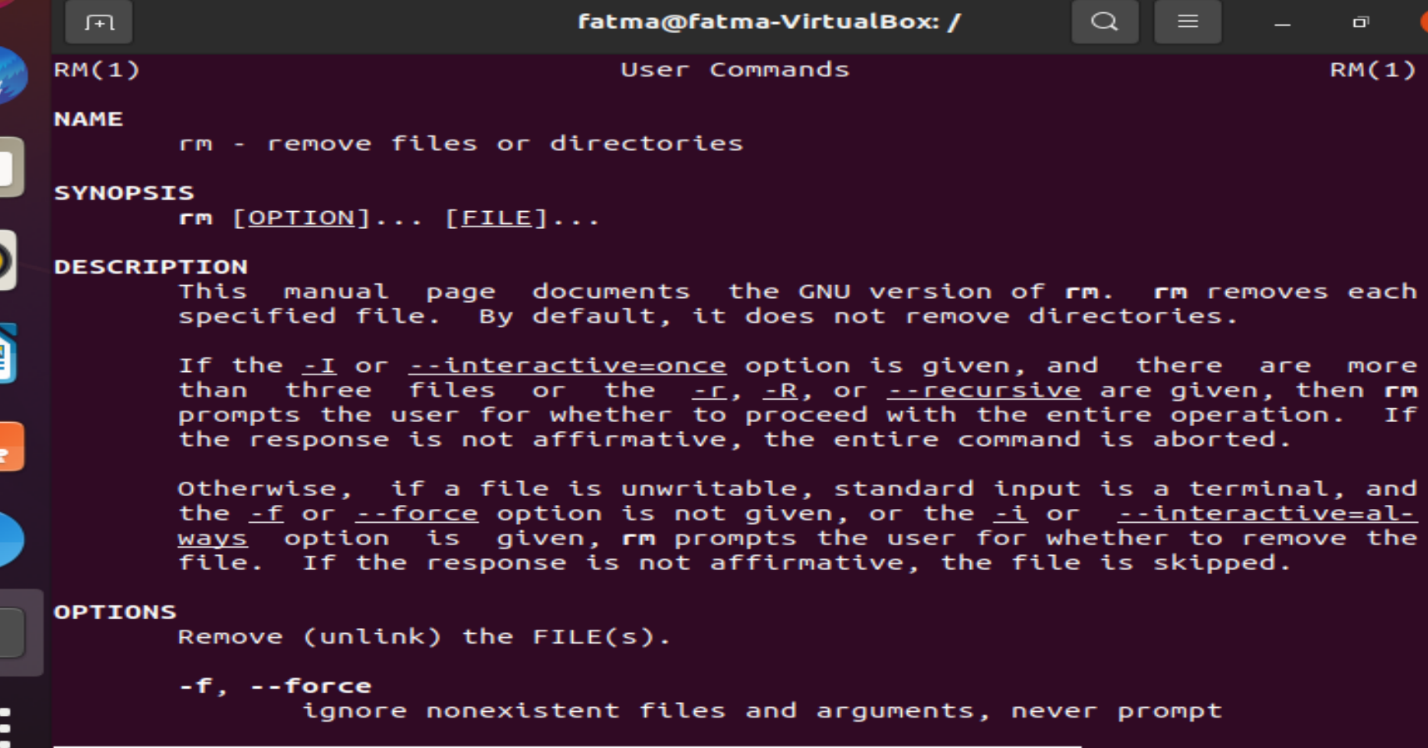 fatma@fatma-VirtualBox: /
RM(1) User Commands RM(1)
NAME
rm - remove files or directories
SYNOPSIS
rm [OPTION]... [FILE]...
DESCRIPTION
This manual page documents the GNU version of rm. rm removes each
specified file. By default, it does not remove directories.
If the -I or --interactive=once option is given, and there are more
than three files or the -r, -R, or --recursive are given, then rm
prompts the user for whether to proceed with the entire operation. If
the response is not affirmative, the entire command is aborted.
Otherwise, if a file is unwritable, standard input is a terminal, and
the -f or --force option is not given, or the -i or --interactive=al-
ways option is given, rm prompts the user for whether to remove the
file. If the response is not affirmative, the file is skipped.
OPTIONS
Remove (unlink) the FILE(s).
-f, --force
ignore nonexistent files and arguments, never prompt